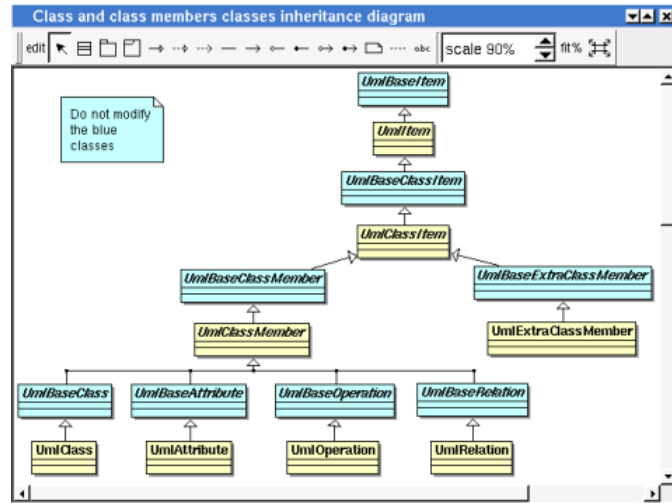 Class and class members classes inheritance diagram
edit
abc
scale 90%
fit%
Do not modify
the blue
classes
UmlBaseItem
UmlItem
UmlBaseClassItem
UmlClassItem
UmlBaseClassMember
UmlBaseExtraClassMember
UmlClassMember
UmlExtraClassMember
UmlBaseClass
UmlBaseAttribute
UmlBaseOperation
UmlBaseRelation
UmlClass
UmlAttribute
UmlOperation
UmlRelation